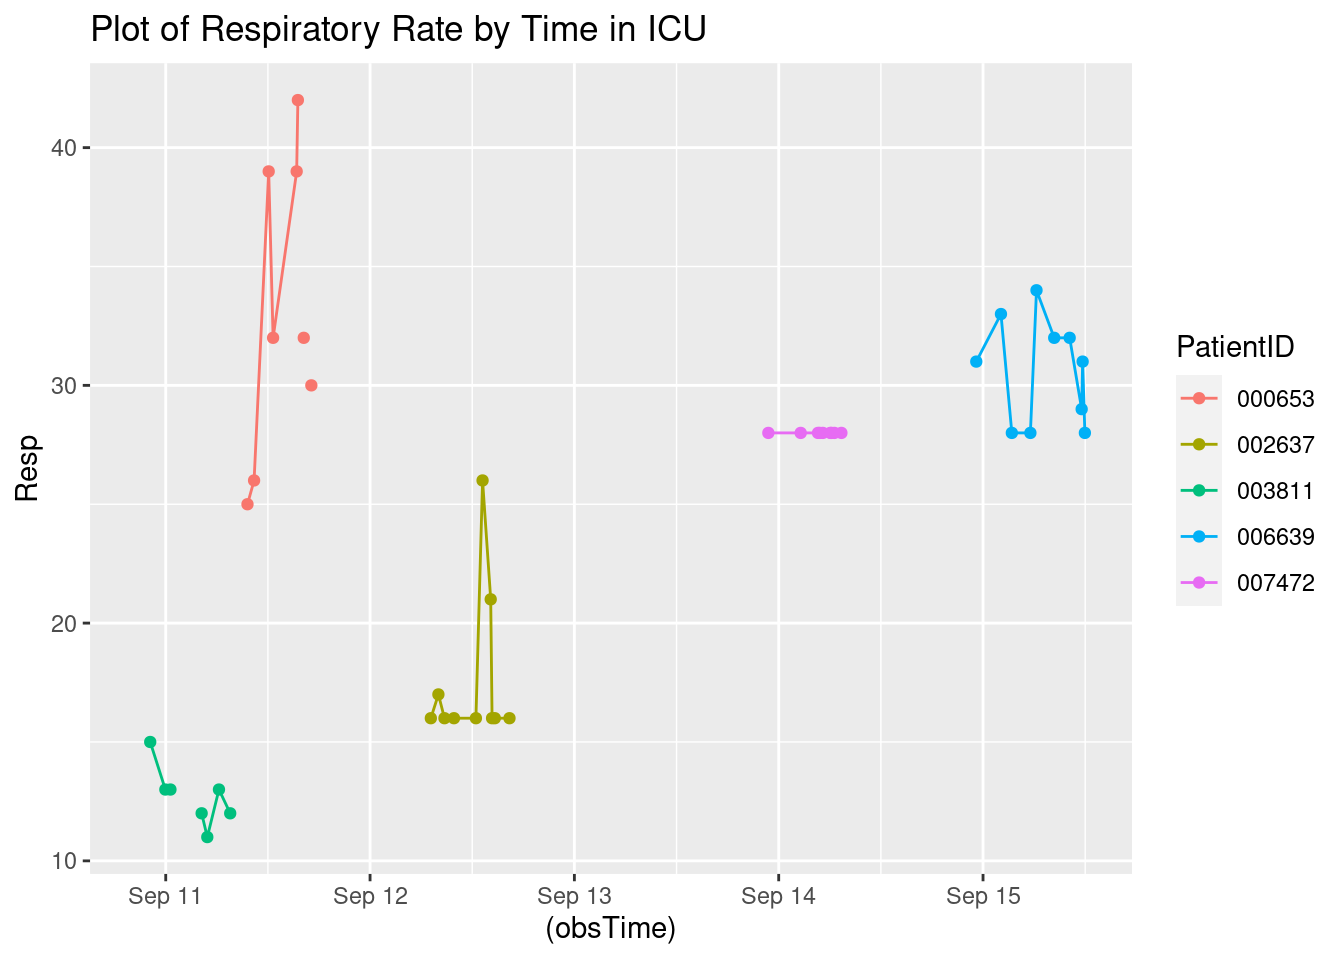 Plot of Respiratory Rate by Time in ICU
40
30
20
10
Resp
Sep 11 Sep 12 Sep 13 Sep 14 Sep 15
(obsTime)
PatientID
000653
002637
003811
006639
007472